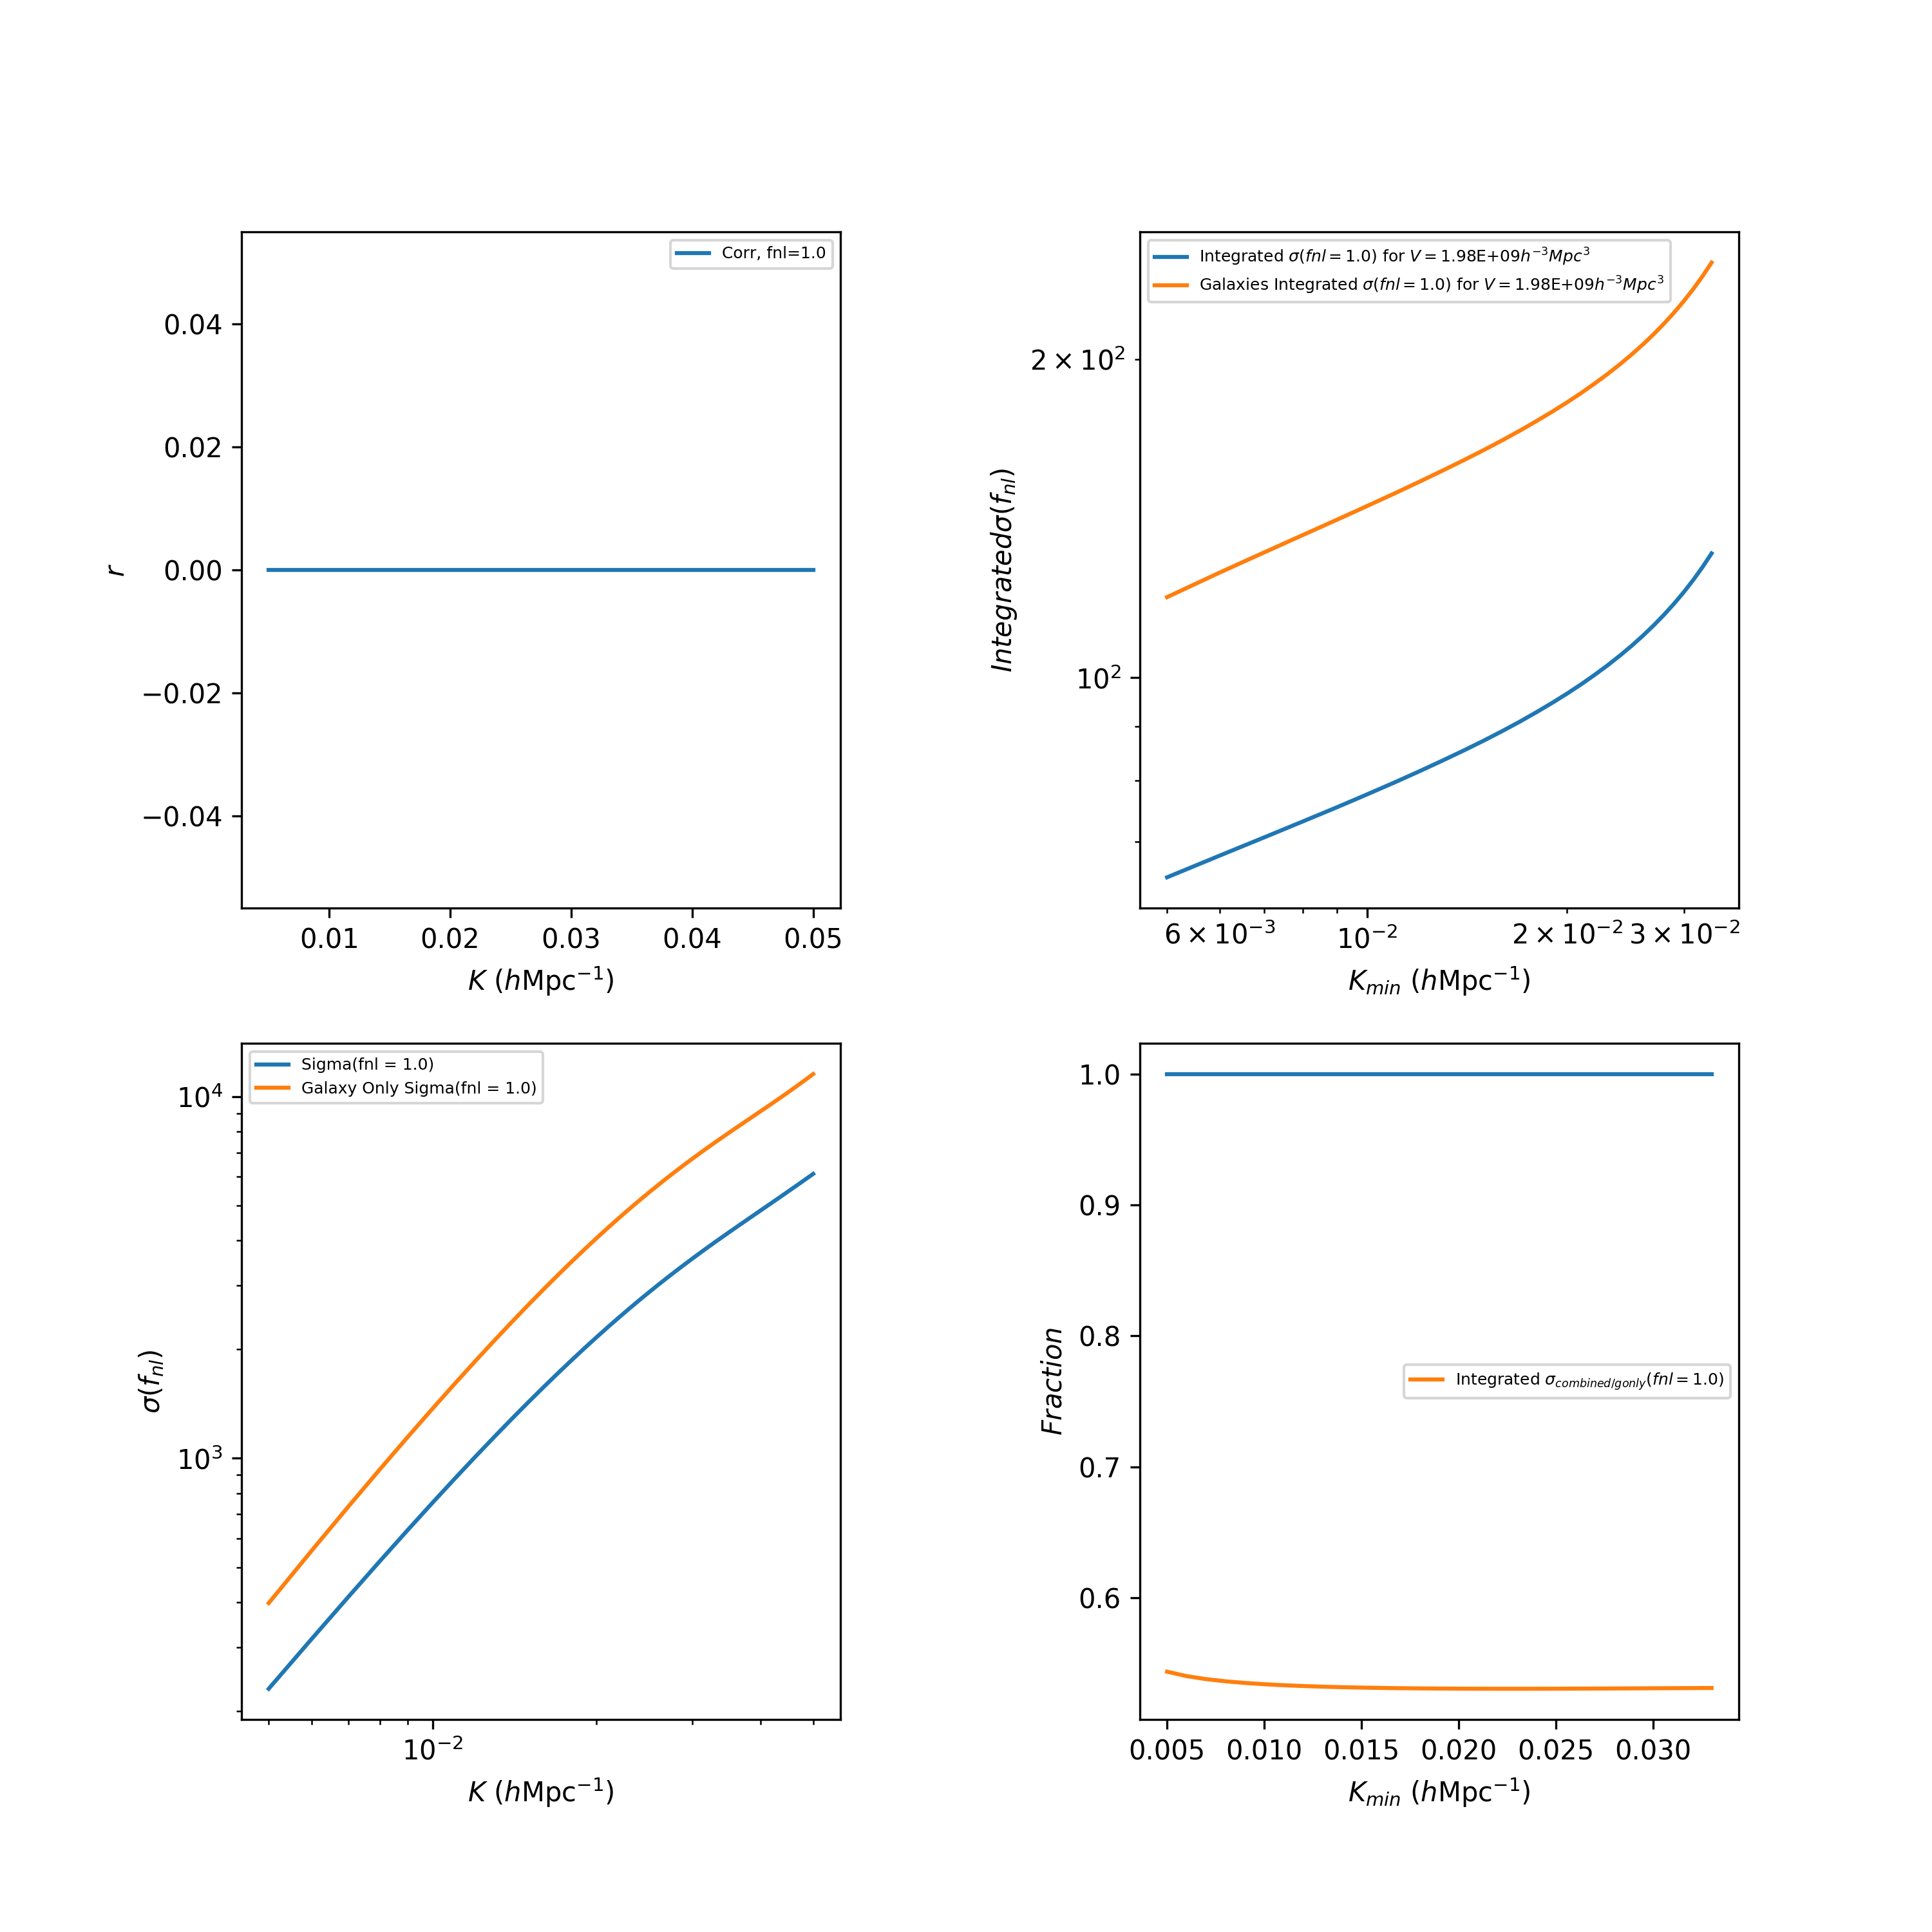 Corr, fnl=1.0
0.04
0.02
0.00
−0.02
−0.04
r
0.01 0.02 0.03 0.04 0.05
K (hMpc⁻¹)
Integrated σ(fnl = 1.0) for V = 1.98E+09h⁻³Mpc³
Galaxies Integrated σ(fnl = 1.0) for V = 1.98E+09h⁻³Mpc³
2 × 10²
10²
Integratedσ(fₙₗ)
6 × 10⁻³ 10⁻² 2 × 10⁻² 3 × 10⁻²
K_min (hMpc⁻¹)
Sigma(fnl = 1.0)
Galaxy Only Sigma(fnl = 1.0)
10⁴
10³
σ(fₙₗ)
10⁻²
K (hMpc⁻¹)
1.0
0.9
0.8
0.7
0.6
Fraction
Integrated σ_combined/gonly(fnl = 1.0)
0.005 0.010 0.015 0.020 0.025 0.030
K_min (hMpc⁻¹)